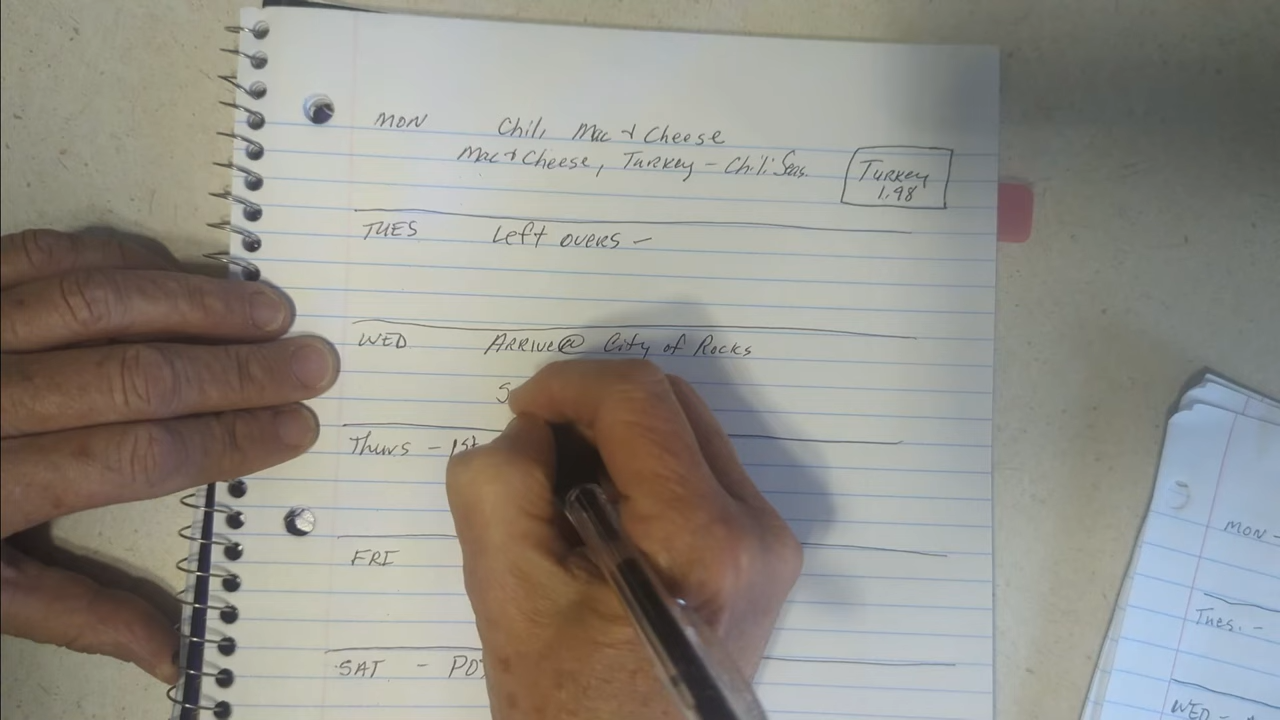 MON Chili Mac & Cheese
Mac & Cheese, Turkey - Chili Seas.
Turkey
1.98
TUES Left overs -
WED Arrive @ City of Rocks
S
Thurs - 1st
FRI
SAT - PO
MON -
Tues. -
WED -